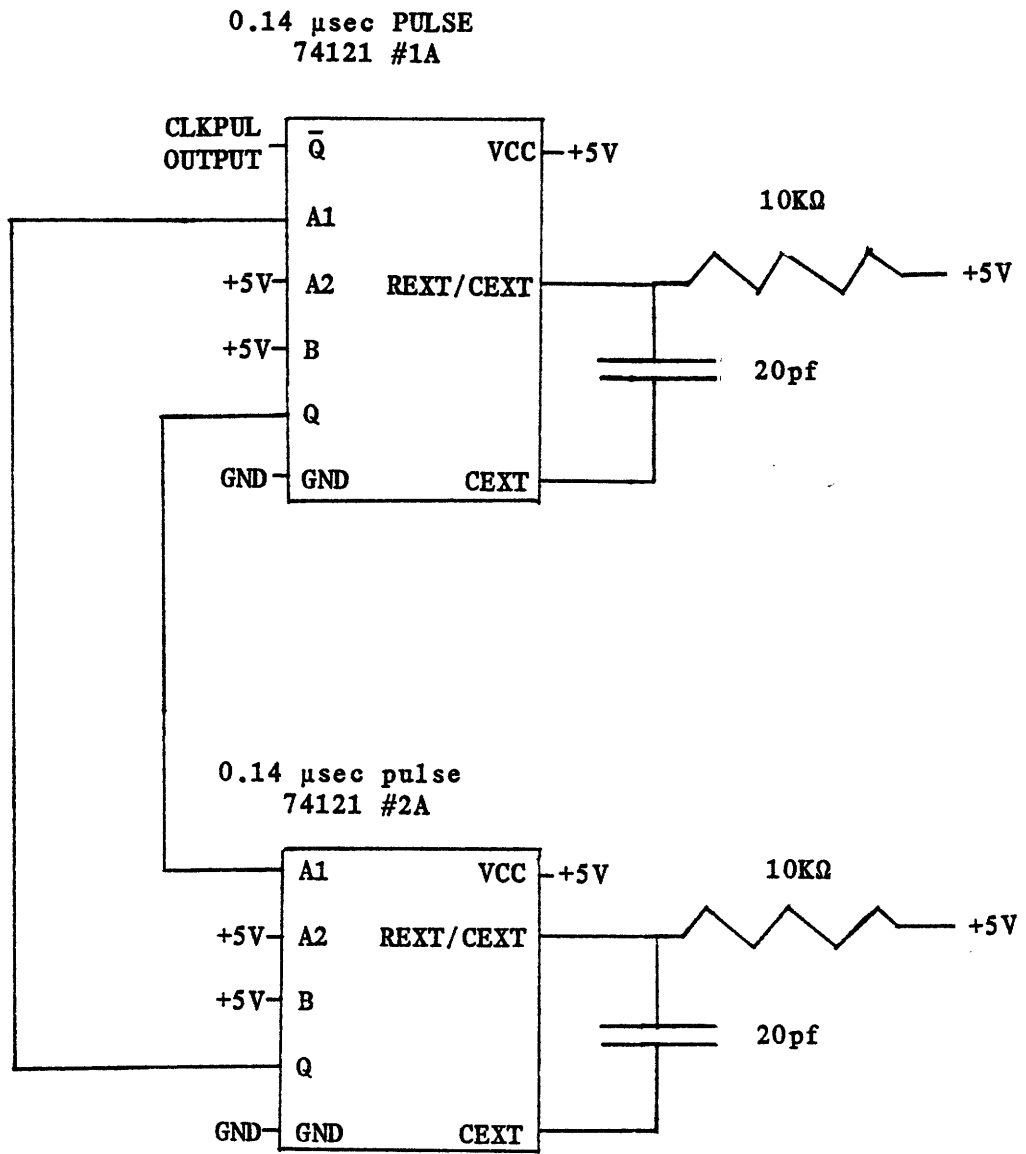 0.14 μsec PULSE
74121 #1A
CLKPUL
OUTPUT
Q̅
VCC
+5V
A1
10KΩ
+5V
A2
REXT/CEXT
+5V
+5V
B
20pf
Q
GND
GND
CEXT
0.14 μsec pulse
74121 #2A
A1
VCC
+5V
10KΩ
+5V
A2
REXT/CEXT
+5V
+5V
B
20pf
Q
GND
GND
CEXT